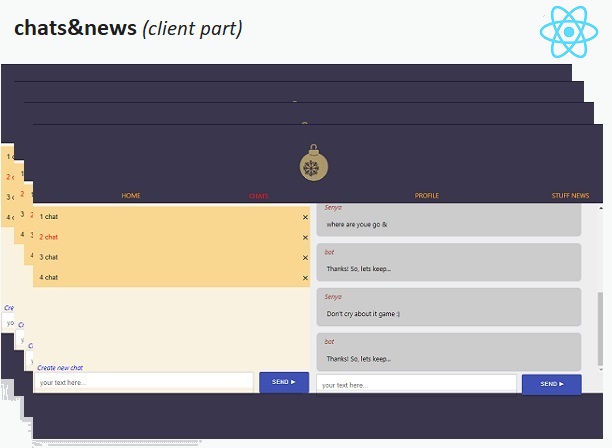 chats&news (client part)
HOME
CHATS
PROFILE
STUFF NEWS
1 chat ×
2 chat ×
3 chat ×
4 chat ×
Create new chat
your text here...
SEND ►
Senya
where are youe go &
bot
Thanks! So, lets keep...
Senya
Don't cry about it game :)
bot
Thanks! So, lets keep...
your text here...
SEND ►